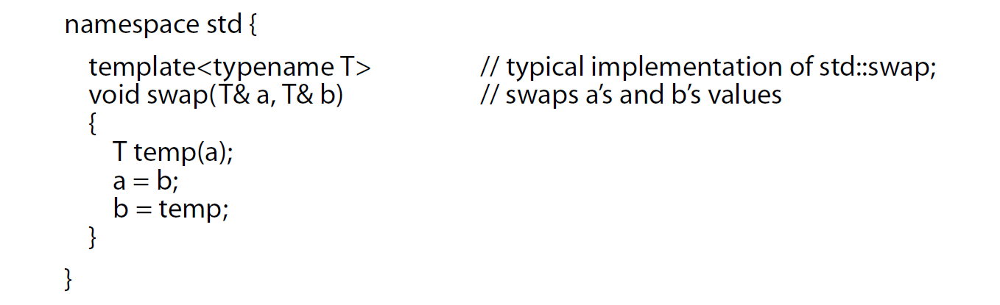 namespace std {
template<typename T> // typical implementation of std::swap;
void swap(T& a, T& b) // swaps a’s and b’s values
{
T temp(a);
a = b;
b = temp;
}
}